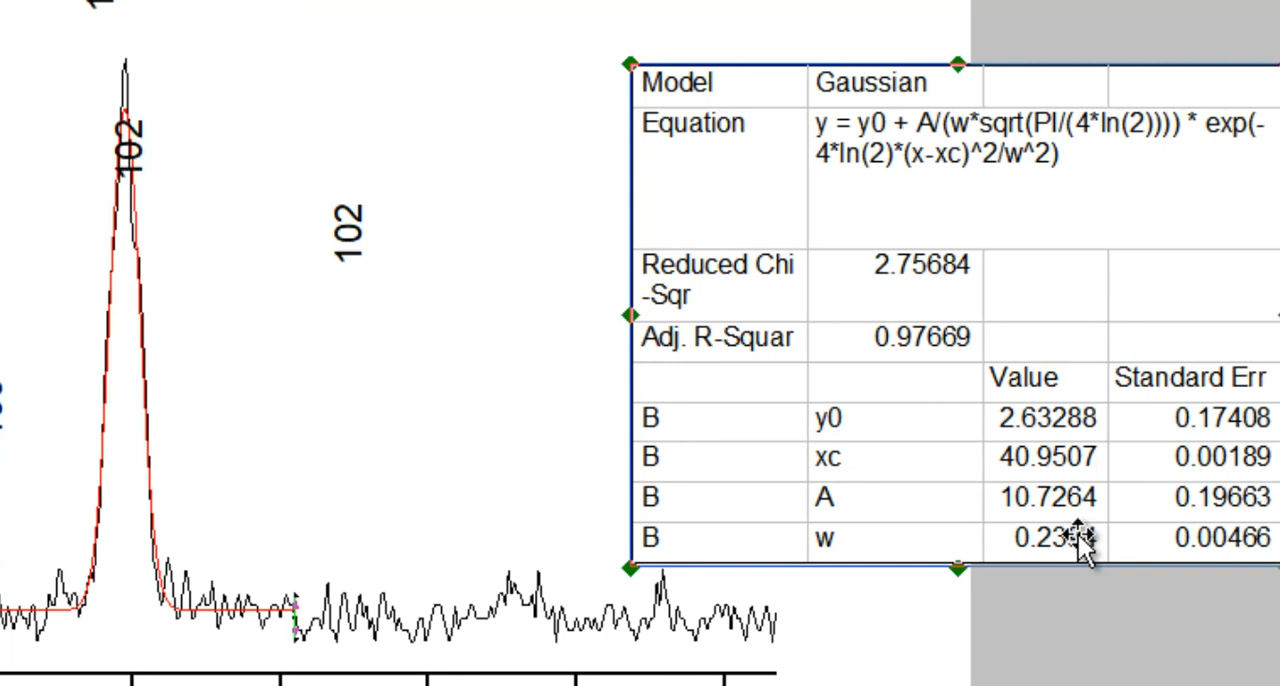 102
102
Model Gaussian
Equation y = y0 + A/(w*sqrt(PI/(4*ln(2)))) * exp(-
4*ln(2)*(x-xc)^2/w^2)
Reduced Chi 2.75684
-Sqr
Adj. R-Squar 0.97669
Value Standard Err
B y0 2.63288 0.17408
B xc 40.9507 0.00189
B A 10.7264 0.19663
B w 0.00466